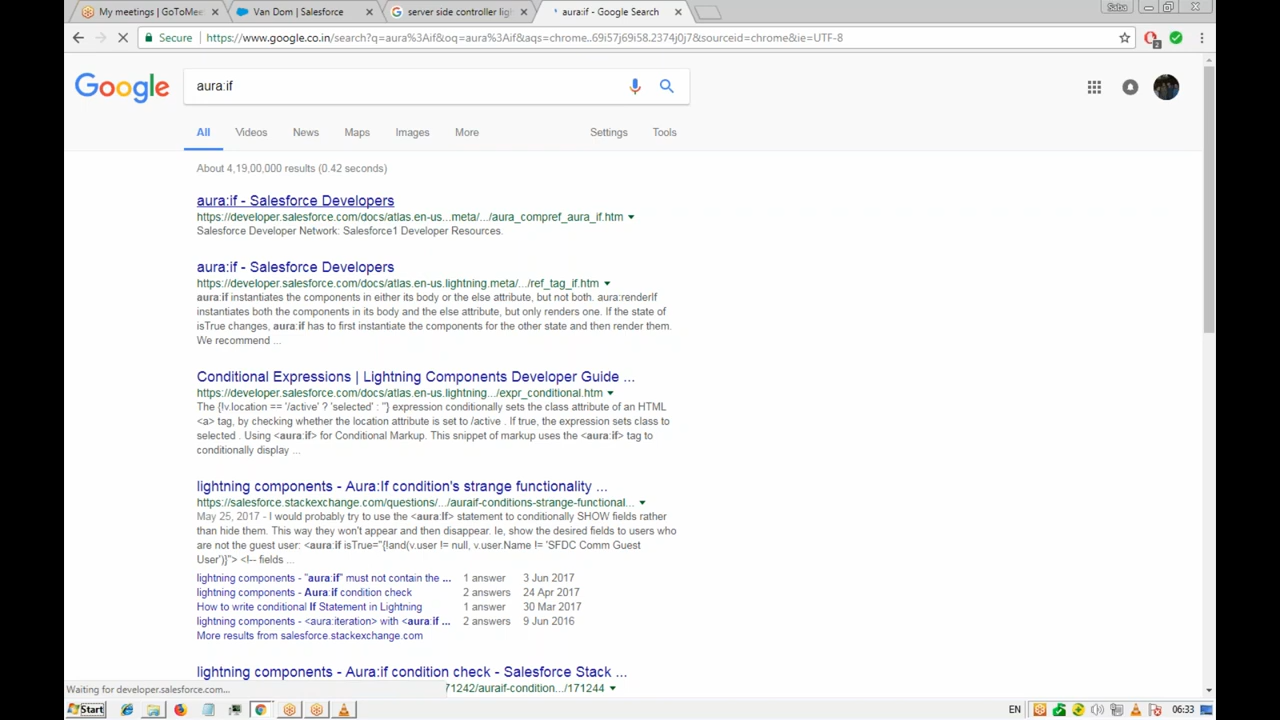 My meetings | GoToMee
Van Dom | Salesforce
server side controller ligh
aura:if - Google Search
Saba
Secure
https://www.google.co.in/search?q=aura%3Aif&oq=aura%3Aif&aqs=chrome..69i57j69i58.2374j0j7&sourceid=chrome&ie=UTF-8
2
Google
aura:if
All
Videos
News
Maps
Images
More
Settings
Tools
About 4,19,00,000 results (0.42 seconds)
aura:if - Salesforce Developers
https://developer.salesforce.com/docs/atlas.en-us...meta/.../aura_compref_aura_if.htm
Salesforce Developer Network: Salesforce1 Developer Resources.
aura:if - Salesforce Developers
https://developer.salesforce.com/docs/atlas.en-us.lightning.meta/.../ref_tag_if.htm
aura:if instantiates the components in either its body or the else attribute, but not both. aura:renderIf
instantiates both the components in its body and the else attribute, but only renders one. If the state of
isTrue changes, aura:if has to first instantiate the components for the other state and then render them.
We recommend ...
Conditional Expressions | Lightning Components Developer Guide ...
https://developer.salesforce.com/docs/atlas.en-us.lightning.../expr_conditional.htm
The {!v.location == '/active' ? 'selected' : ''} expression conditionally sets the class attribute of an HTML
<a> tag, by checking whether the location attribute is set to /active . If true, the expression sets class to
selected . Using <aura:if> for Conditional Markup. This snippet of markup uses the <aura:if> tag to
conditionally display ...
lightning components - Aura:If condition's strange functionality ...
https://salesforce.stackexchange.com/questions/.../auraif-conditions-strange-functional...
May 25, 2017 - I would probably try to use the <aura:If> statement to conditionally SHOW fields rather
than hide them. This way they won't appear and then disappear. Ie, show the desired fields to users who
are not the guest user: <aura:if isTrue="{!and(v.user != null, v.user.Name != 'SFDC Comm Guest
User')}"> <!-- fields ...
lightning components - "aura:if" must not contain the ... 1 answer 3 Jun 2017
lightning components - Aura:if condition check 2 answers 24 Apr 2017
How to write conditional If Statement in Lightning 1 answer 30 Mar 2017
lightning components - <aura:iteration> with <aura:if ... 2 answers 9 Jun 2016
More results from salesforce.stackexchange.com
lightning components - Aura:if condition check - Salesforce Stack ...
Waiting for developer.salesforce.com...
71242/auraif-condition.../171244
Start
EN
06:33